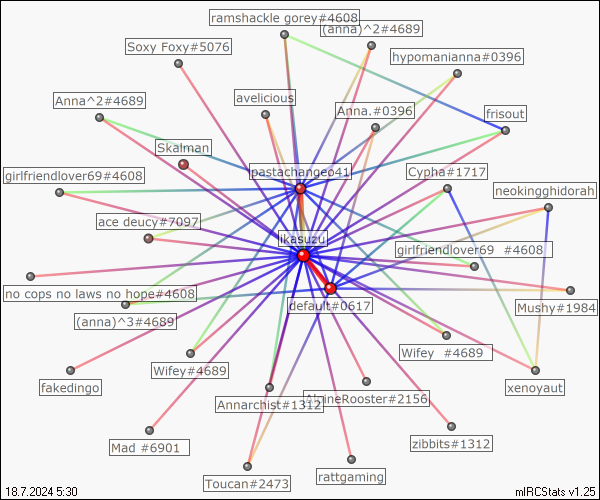 ramshackle gorey#4608
(anna)^2#4689
Soxy Foxy#5076
hypomanianna#0396
Anna^2#4689
avelicious
Anna.#0396
frisout
Skalman
girlfriendlover69#4608
pastachangeo41
Cypha#1717
neokingghidorah
ace deucy#7097
ikasuzu
girlfriendlover69 #4608
no cops no laws no hope#4608
default#0617
Mushy#1984
(anna)^3#4689
Wifey #4689
Wifey#4689
fakedingo
xenoyaut
Annarchist#1312
AlpineRooster#2156
Mad #6901
zibbits#1312
Toucan#2473
rattgaming
18.7.2024 5:30
mIRCStats v1.25